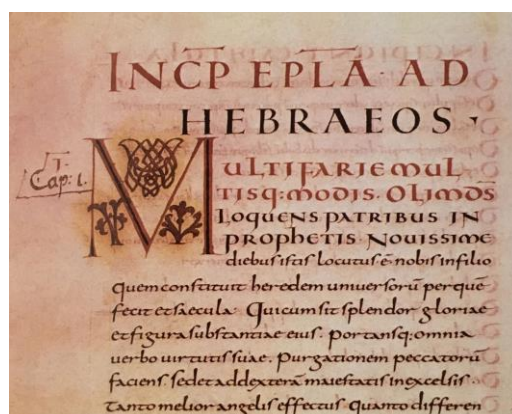 INCP̄ EPLĀ· AD
HEBRAEOS ·
Cap: 1.
MULTIFARIE MUL
TISQ: MODIS. OLIM DS̄
LOQUENS PATRIBUS IN
PROPHETIS NOUISSIME
diebus istis locutus ē nobis in filio
Quem constituit heredem uniuersorū per quē
fecit et saecula· Qui cum sit splendor gloriae
et figura substantiae eius· portansq; omnia
uerbo uirtutis suae· purgationem peccatorū
faciens· sedet ad dexterā maiestatis in excelsis·
Tanto melior angelis effectus· Quanto differen